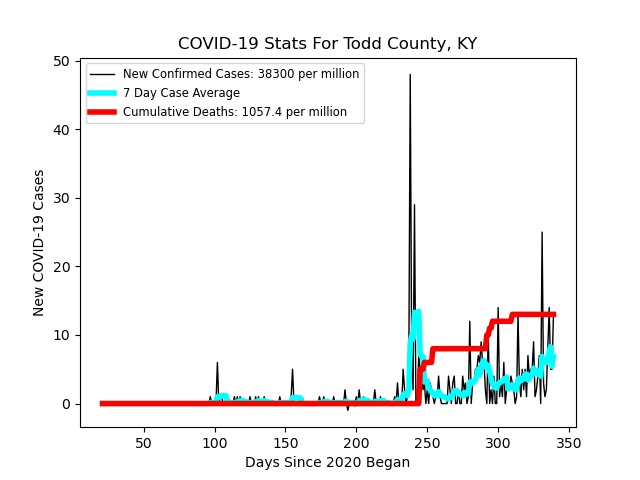 COVID-19 Stats For Todd County, KY
New Confirmed Cases: 38300 per million
7 Day Case Average
Cumulative Deaths: 1057.4 per million
New COVID-19 Cases
50
40
30
20
10
0
50 100 150 200 250 300 350
Days Since 2020 Began